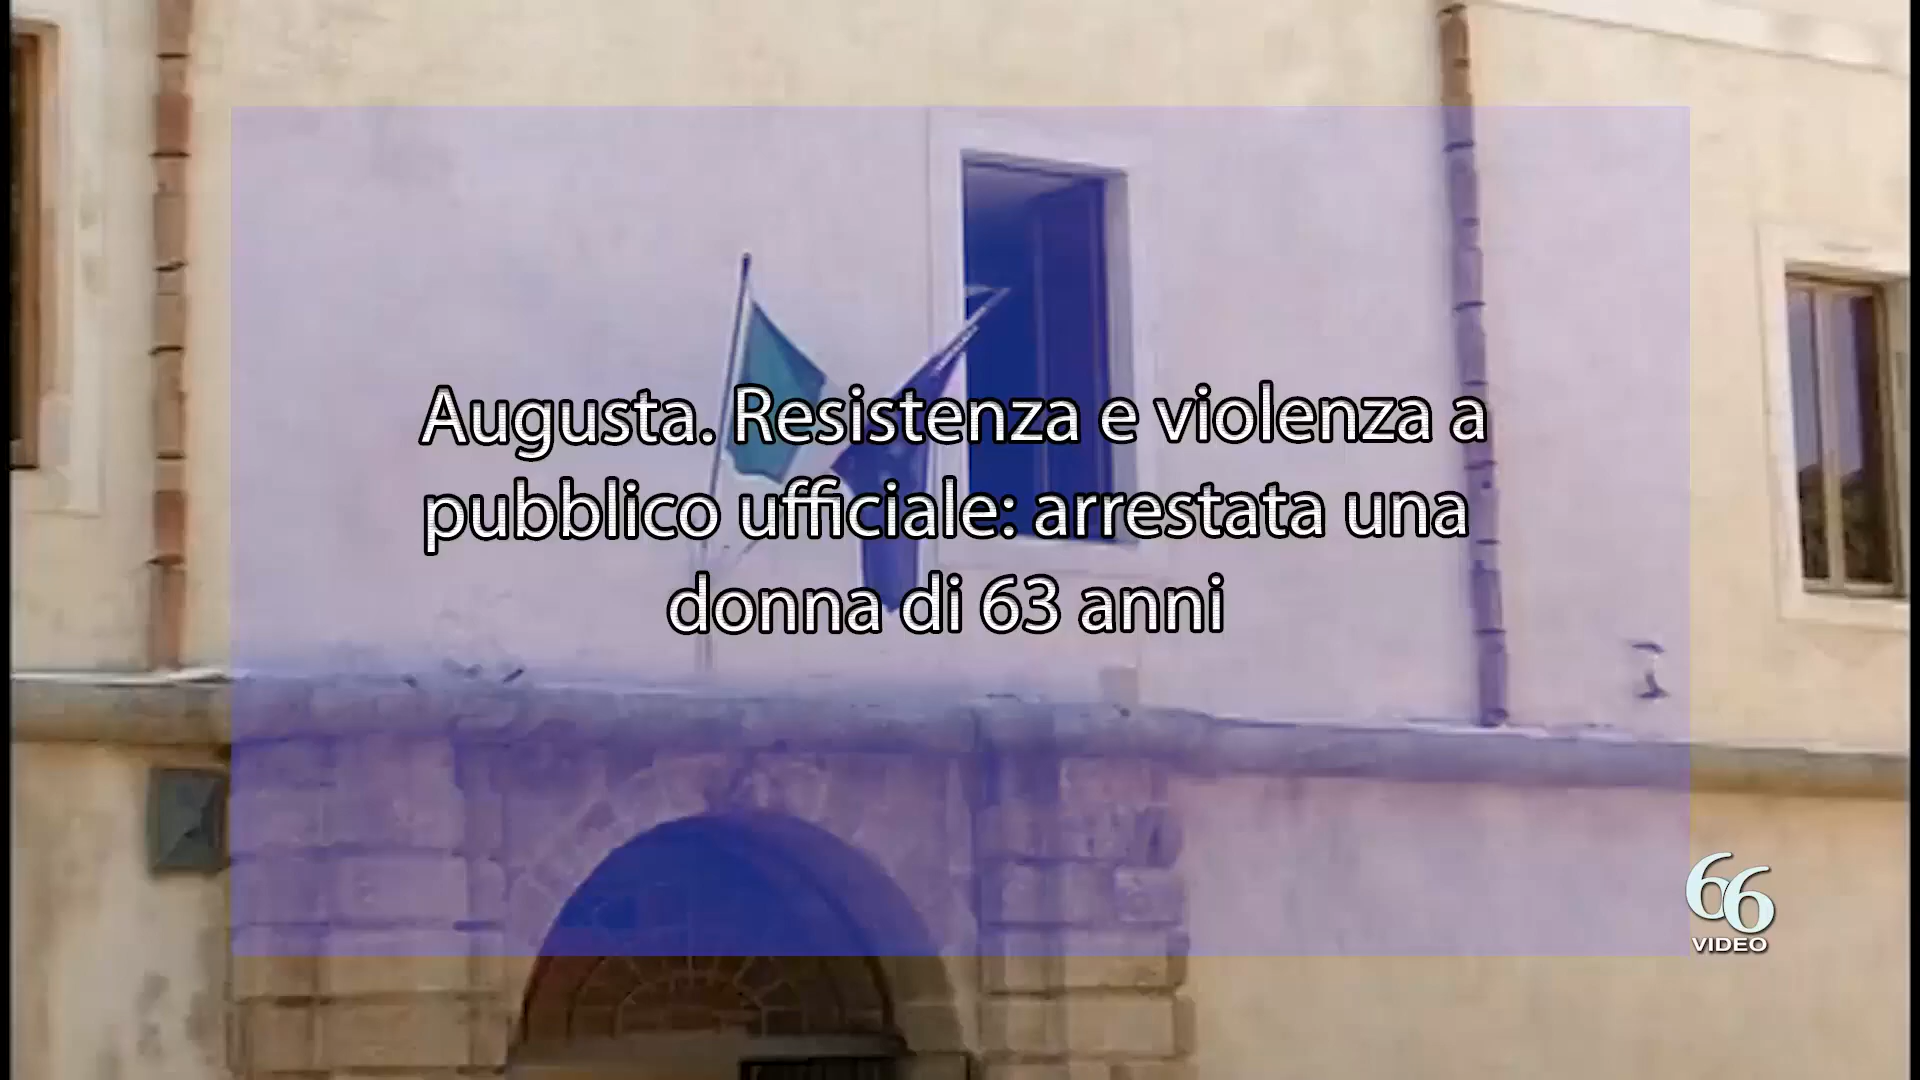 Augusta. Resistenza e violenza a
pubblico ufficiale: arrestata una
donna di 63 anni
66
VIDEO